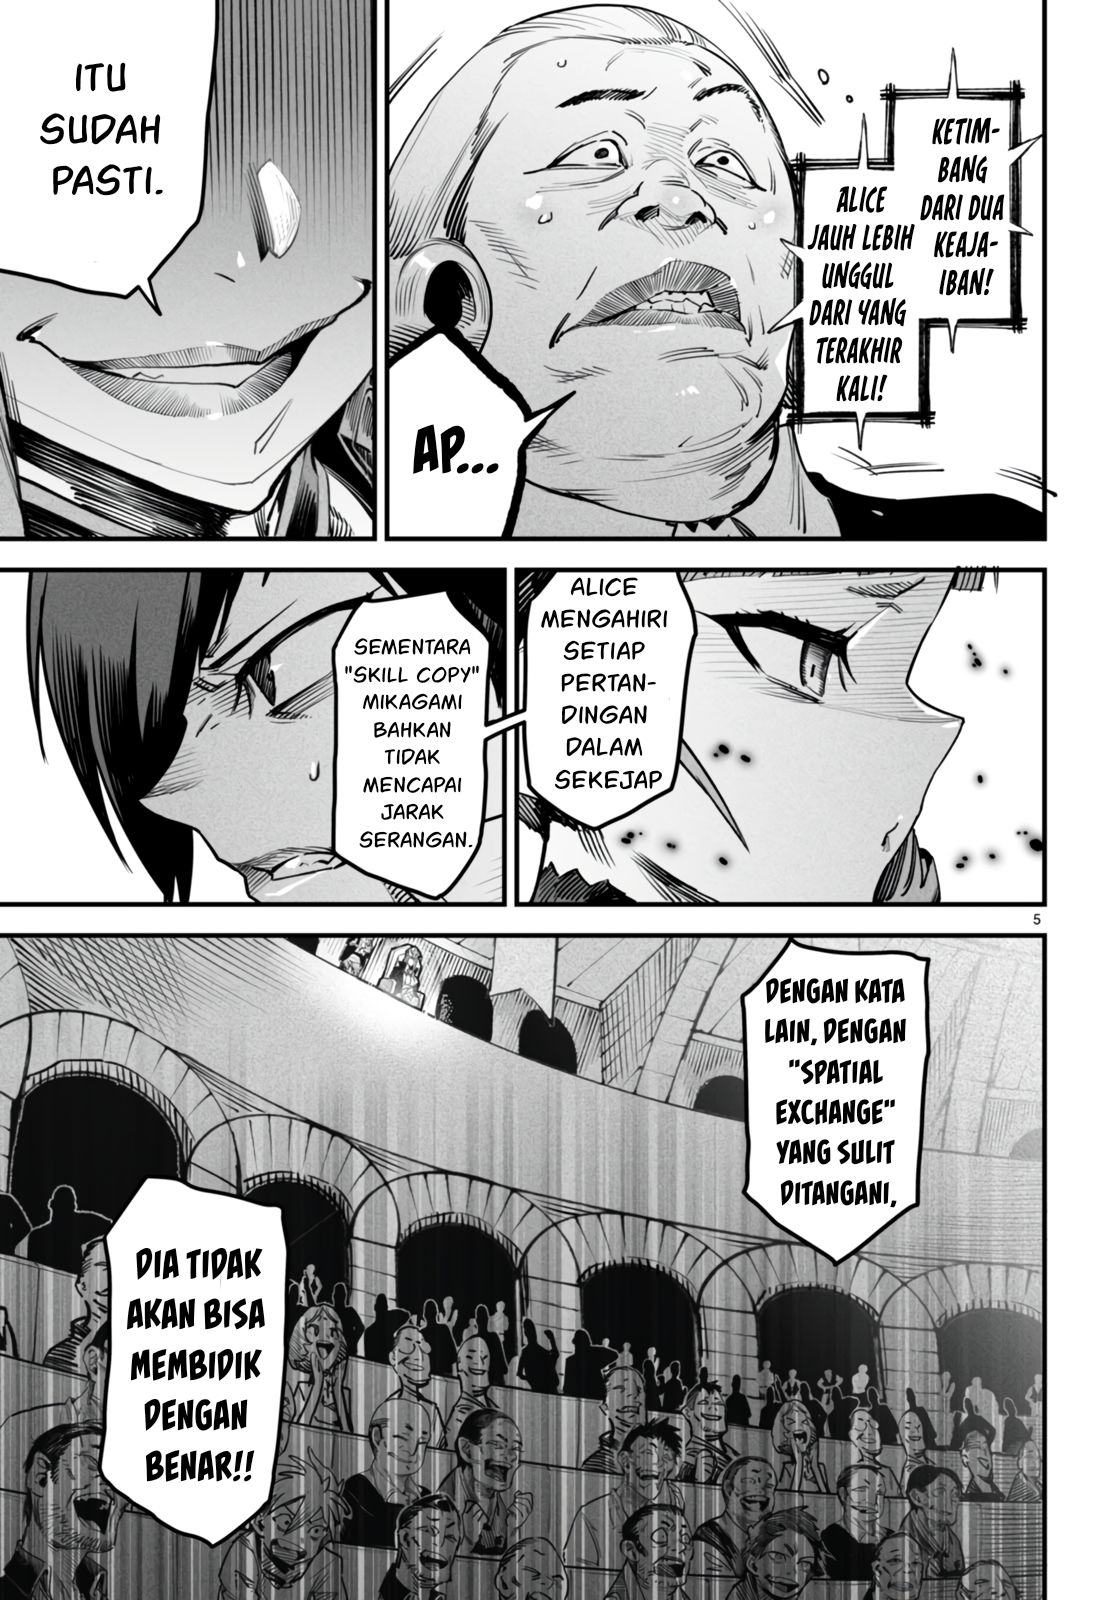 KETIM-
BANG
DARI DUA
KEAJA-
IBAN!
ALICE
JAUH LEBIH
UNGGUL
DARI YANG
TERAKHIR
KALI!
AP...
ITU
SUDAH
PASTI.
ALICE
MENGAHIRI
SETIAP
PERTAN-
DINGAN
DALAM
SEKEJAP
SEMENTARA
"SKILL COPY"
MIKAGAMI
BAHKAN
TIDAK
MENCAPAI
JARAK
SERANGAN.
5
DENGAN KATA
LAIN, DENGAN
"SPATIAL
EXCHANGE"
YANG SULIT
DITANGANI,
DIA TIDAK
AKAN BISA
MEMBIDIK
DENGAN
BENAR!!